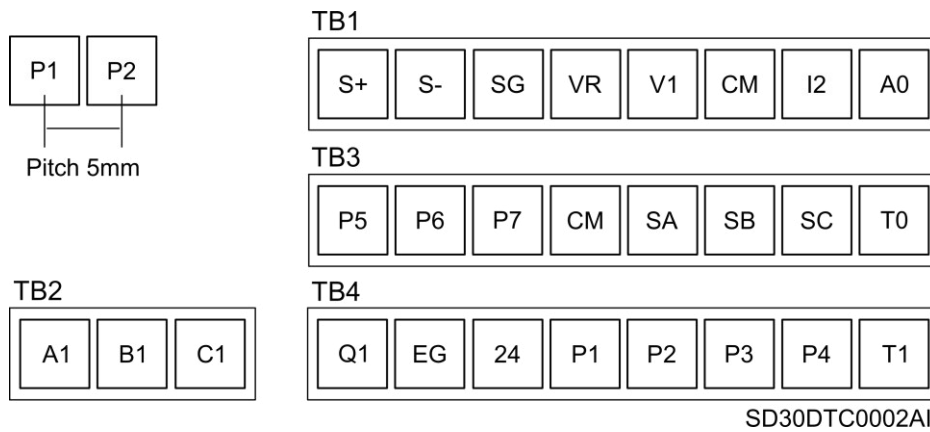 TB1
P1 P2
S+ S- SG VR V1 CM I2 A0
Pitch 5mm
TB3
P5 P6 P7 CM SA SB SC T0
TB2
TB4
A1 B1 C1
Q1 EG 24 P1 P2 P3 P4 T1